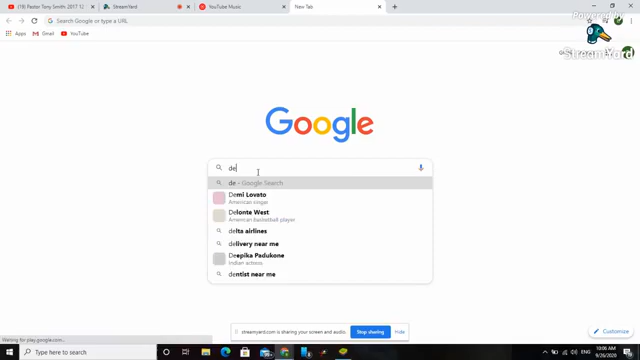 (19) Pastor Tony Smith 2017 12
StreamYard
YouTube Music
New Tab
Search Google or type a URL
Apps
Gmail
YouTube
Powered by
StreamYard
Google
de
de - Google Search
Demi Lovato
American singer
Delonte West
American basketball player
delta airlines
delivery near me
Deepika Padukone
Indian actress
dentist near me
Waiting for play.google.com...
streamyard.com is sharing your screen and audio.
Stop sharing
Hide
Customize
Type here to search
ENG
10:06 AM
9/26/2020